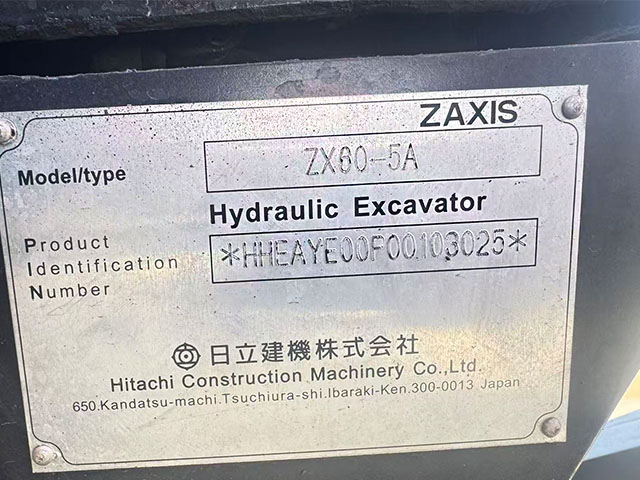 ZAXIS
Model/type ZX60-5A
Hydraulic Excavator
Product
Identification *HHEAYE00F00103025*
Number
日立建機株式会社
Hitachi Construction Machinery Co.,Ltd.
650.Kandatsu-machi.Tsuchiura-shi.Ibaraki-Ken.300-0013 Japan